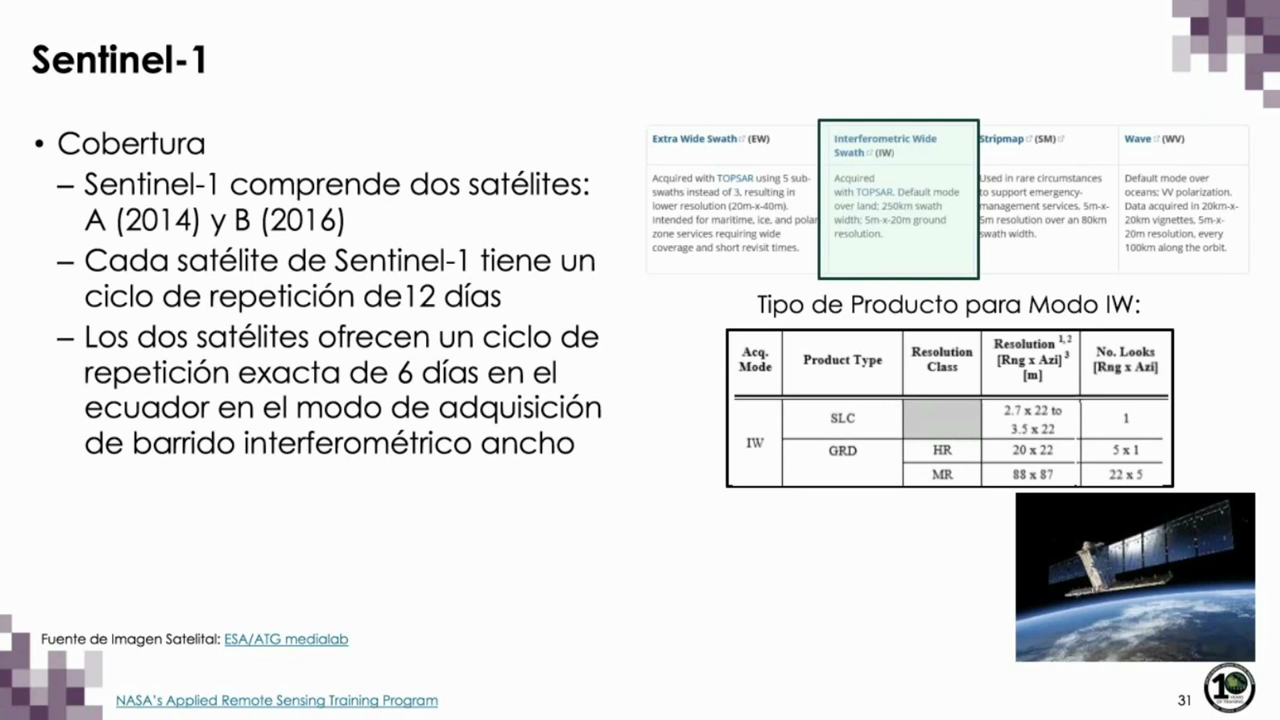 Sentinel-1
• Cobertura
– Sentinel-1 comprende dos satélites:
A (2014) y B (2016)
– Cada satélite de Sentinel-1 tiene un
ciclo de repetición de12 días
– Los dos satélites ofrecen un ciclo de
repetición exacta de 6 días en el
ecuador en el modo de adquisición
de barrido interferométrico ancho
Extra Wide Swath (EW)
Acquired with TOPSAR using 5 sub-
swaths instead of 3, resulting in
lower resolution (20m-x-40m).
Intended for maritime, ice, and polar
zone services requiring wide
coverage and short revisit times.
Interferometric Wide
Swath (IW)
Acquired
with TOPSAR. Default mode
over land; 250km swath
width; 5m-x-20m ground
resolution.
Stripmap (SM)
Used in rare circumstances
to support emergency-
management services, 5m-x-
5m resolution over an 80km
swath width.
Wave (WV)
Default mode over
oceans; VV polarization.
Data acquired in 20km-x-
20km vignettes, 5m-x-
20m resolution, every
100km along the orbit.
Tipo de Producto para Modo IW:
Acq.
Mode
Product Type
Resolution
Class
Resolution 1,2
[Rng x Azi] 3
[m]
No. Looks
[Rng x Azi]
IW
SLC
2.7 x 22 to
3.5 x 22
1
GRD
HR
20 x 22
5 x 1
MR
88 x 87
22 x 5
Fuente de Imagen Satelital: ESA/ATG medialab
NASA's Applied Remote Sensing Training Program
31
10